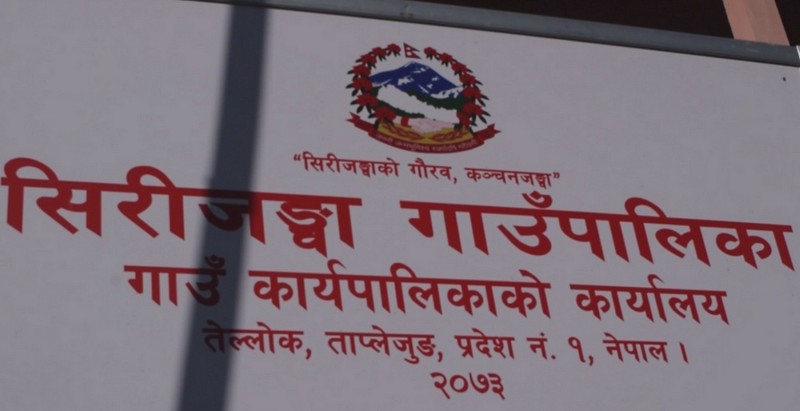 “सिरीजङ्घाको गौरव, कञ्चनजङ्घा”
सिरीजङ्घा गाउँपालिका
गाउँ कार्यपालिकाको कार्यालय
तेल्लोक, ताप्लेजुङ, प्रदेश नं. १, नेपाल ।
२०७३